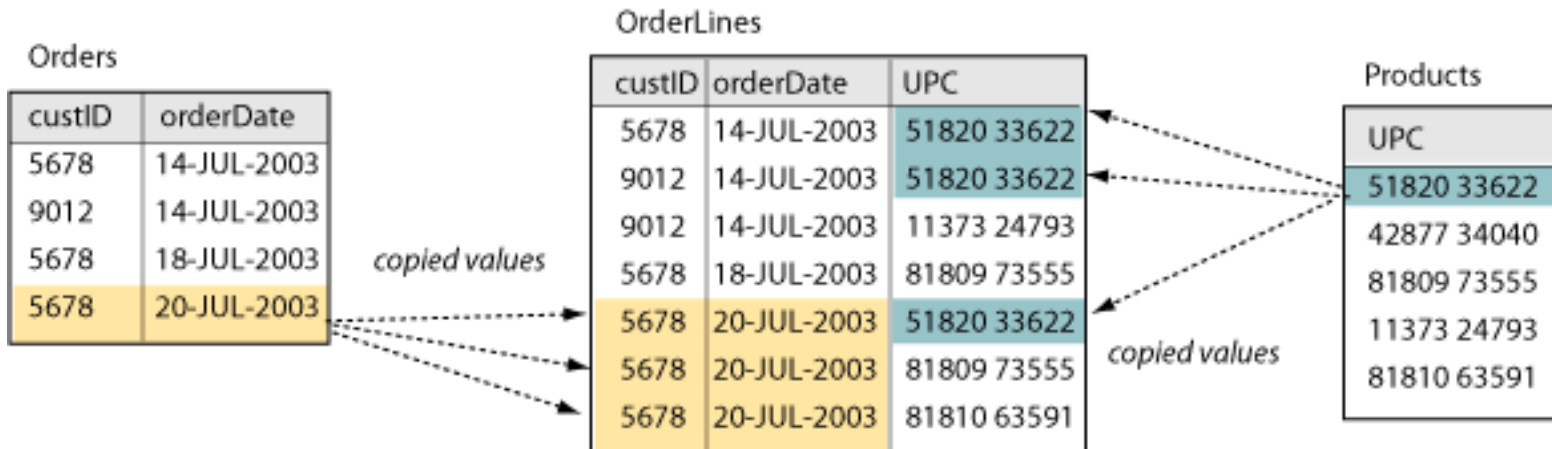 Orders
custID orderDate
5678 14-JUL-2003
9012 14-JUL-2003
5678 18-JUL-2003
5678 20-JUL-2003
copied values
OrderLines
custID orderDate UPC
5678 14-JUL-2003 51820 33622
9012 14-JUL-2003 51820 33622
9012 14-JUL-2003 11373 24793
5678 18-JUL-2003 81809 73555
5678 20-JUL-2003 51820 33622
5678 20-JUL-2003 81809 73555
5678 20-JUL-2003 81810 63591
copied values
Products
UPC
51820 33622
42877 34040
81809 73555
11373 24793
81810 63591